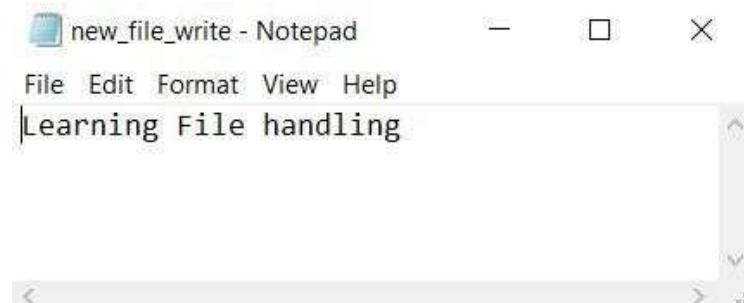 new_file_write - Notepad
File Edit Format View Help
Learning File handling